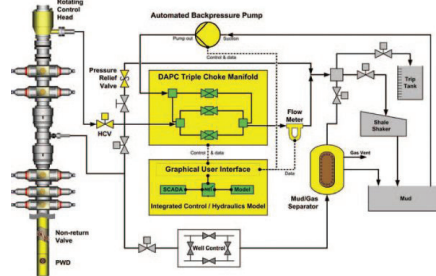 Rotating
Control
Head
Automated Backpressure Pump
Pump out
Suction
Control & data
Pressure
Relief
Valve
DAPC Triple Choke Manifold
HCV
Flow
Meter
Trip
Tank
Shale
Shaker
Control & data
Data
Graphical User Interface
SCADA
HMI
Model
Integrated Control / Hydraulics Model
Gas Vent
Mud/Gas
Separator
Mud
Well Control
Non-return
Valve
PWD